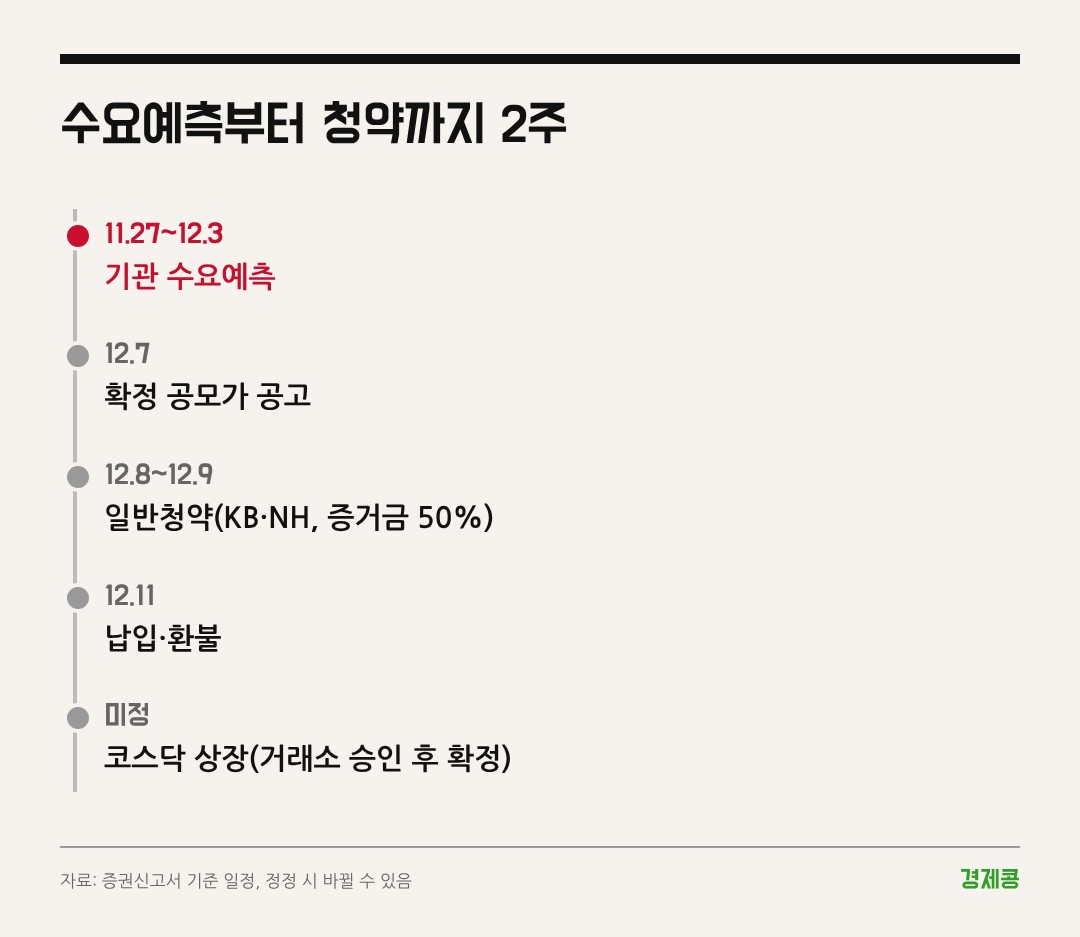 수요예측부터 청약까지 2주
11.27~12.3
기관 수요예측
12.7
확정 공모가 공고
12.8~12.9
일반청약(KB·NH, 증거금 50%)
12.11
납입·환불
미정
코스닥 상장(거래소 승인 후 확정)
자료: 증권신고서 기준 일정, 정정 시 바뀔 수 있음
경제콩